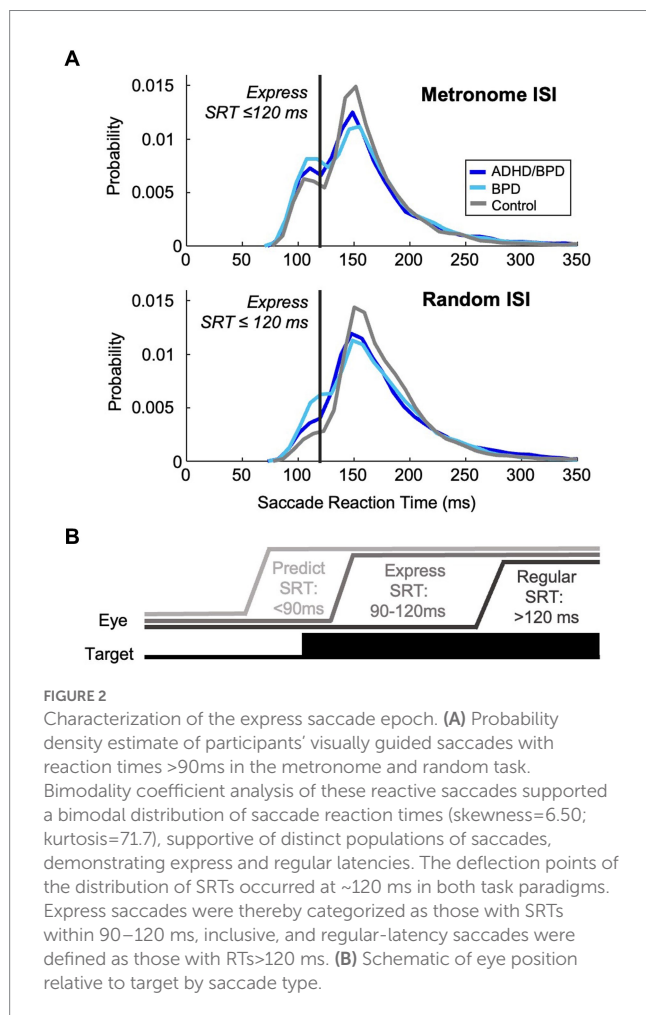 A
0.015
0.01
0.005
0
Probability
Express
SRT ≤120 ms
Metronome ISI
ADHD/BPD
BPD
Control
0 50 100 150 200 250 300 350
0.015
0.01
0.005
0
Probability
Express
SRT ≤ 120 ms
Random ISI
0 50 100 150 200 250 300 350
Saccade Reaction Time (ms)
B
Predict
SRT:
<90ms
Express
SRT:
90-120ms
Regular
SRT:
>120 ms
Eye
Target
FIGURE 2
Characterization of the express saccade epoch. (A) Probability
density estimate of participants’ visually guided saccades with
reaction times >90ms in the metronome and random task.
Bimodality coefficient analysis of these reactive saccades supported
a bimodal distribution of saccade reaction times (skewness=6.50;
kurtosis=71.7), supportive of distinct populations of saccades,
demonstrating express and regular latencies. The deflection points of
the distribution of SRTs occurred at ~120 ms in both task paradigms.
Express saccades were thereby categorized as those with SRTs
within 90–120 ms, inclusive, and regular-latency saccades were
defined as those with RTs>120 ms. (B) Schematic of eye position
relative to target by saccade type.